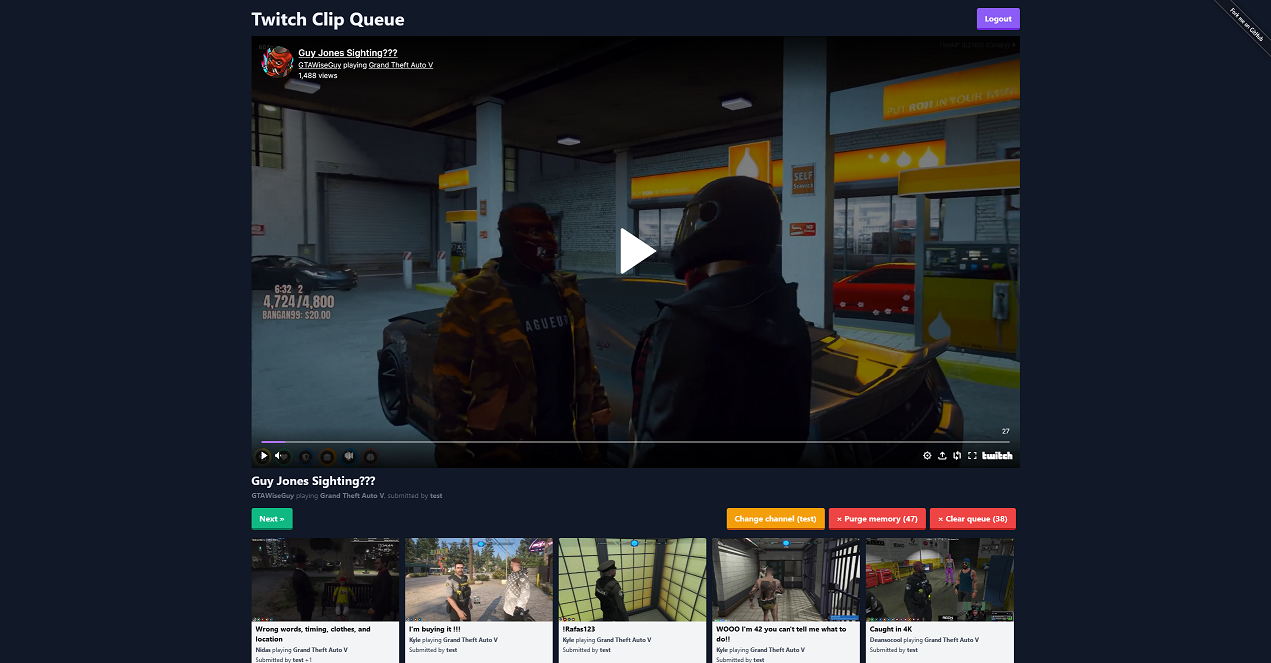 Twitch Clip Queue
Logout
Fork me on GitHub
Guy Jones Sighting???
GTAWiseGuy playing Grand Theft Auto V
1,488 views
PUT RON IN YOUR
SELF
SERVICE
6:32 2
4,724/4,800
BANGAN99: $20.00
27
twitch
Guy Jones Sighting???
GTAWiseGuy playing Grand Theft Auto V, submitted by test
Next »
Change channel (test)
× Purge memory (47)
× Clear queue (38)
Wrong words, timing, clothes, and
location
Nidas playing Grand Theft Auto V
Submitted by test +1
I'm buying it !!!
Kyle playing Grand Theft Auto V
Submitted by test
!Rafas123
Kyle playing Grand Theft Auto V
Submitted by test
WOOO I'm 42 you can't tell me what to
do!!
Kyle playing Grand Theft Auto V
Submitted by test
Caught in 4K
Deansocool playing Grand Theft Auto V
Submitted by test